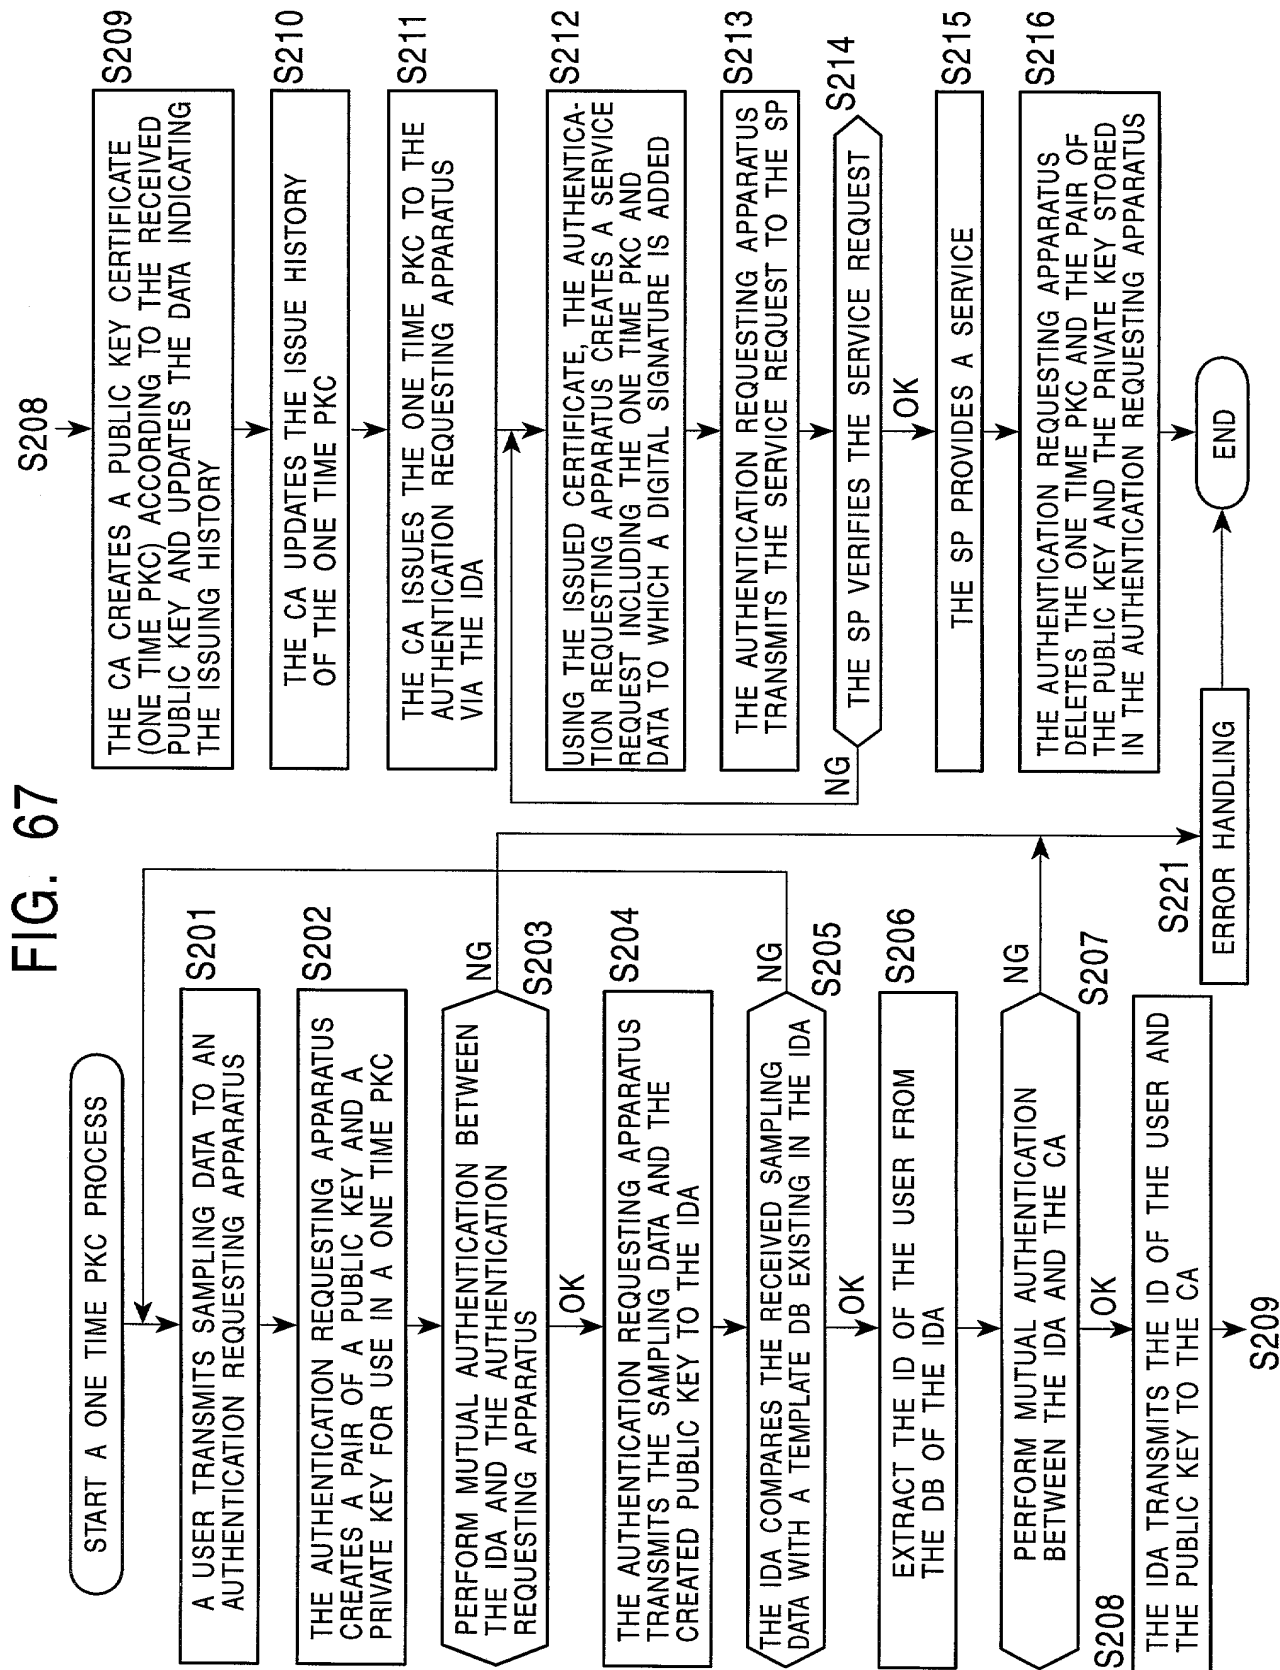 FIG. 67
START A ONE TIME PKC PROCESS
S201
A USER TRANSMITS SAMPLING DATA TO AN
AUTHENTICATION REQUESTING APPARATUS
S202
THE AUTHENTICATION REQUESTING APPARATUS
CREATES A PAIR OF A PUBLIC KEY AND A
PRIVATE KEY FOR USE IN A ONE TIME PKC
PERFORM MUTUAL AUTHENTICATION BETWEEN
THE IDA AND THE AUTHENTICATION
REQUESTING APPARATUS
NG
S203
OK
S204
THE AUTHENTICATION REQUESTING APPARATUS
TRANSMITS THE SAMPLING DATA AND THE
CREATED PUBLIC KEY TO THE IDA
THE IDA COMPARES THE RECEIVED SAMPLING
DATA WITH A TEMPLATE DB EXISTING IN THE IDA
NG
S205
OK
S206
EXTRACT THE ID OF THE USER FROM
THE DB OF THE IDA
PERFORM MUTUAL AUTHENTICATION
BETWEEN THE IDA AND THE CA
NG
S207
OK
S208
THE IDA TRANSMITS THE ID OF THE USER AND
THE PUBLIC KEY TO THE CA
S209
S208
S209
THE CA CREATES A PUBLIC KEY CERTIFICATE
(ONE TIME PKC) ACCORDING TO THE RECEIVED
PUBLIC KEY AND UPDATES THE DATA INDICATING
THE ISSUING HISTORY
S210
THE CA UPDATES THE ISSUE HISTORY
OF THE ONE TIME PKC
S211
THE CA ISSUES THE ONE TIME PKC TO THE
AUTHENTICATION REQUESTING APPARATUS
VIA THE IDA
S212
USING THE ISSUED CERTIFICATE, THE AUTHENTICA-
TION REQUESTING APPARATUS CREATES A SERVICE
REQUEST INCLUDING THE ONE TIME PKC AND
DATA TO WHICH A DIGITAL SIGNATURE IS ADDED
S213
THE AUTHENTICATION REQUESTING APPARATUS
TRANSMITS THE SERVICE REQUEST TO THE SP
S214
NG
THE SP VERIFIES THE SERVICE REQUEST
OK
S215
THE SP PROVIDES A SERVICE
S216
THE AUTHENTICATION REQUESTING APPARATUS
DELETES THE ONE TIME PKC AND THE PAIR OF
THE PUBLIC KEY AND THE PRIVATE KEY STORED
IN THE AUTHENTICATION REQUESTING APPARATUS
S221
ERROR HANDLING
END